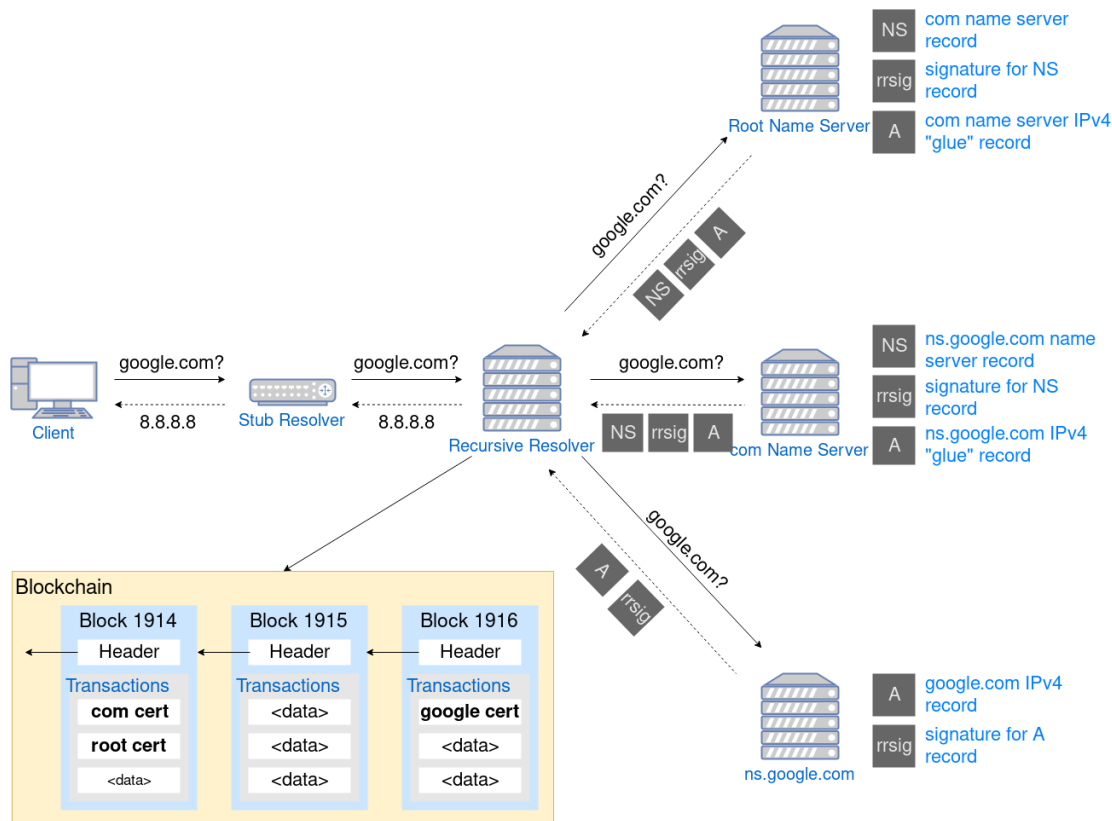 NS
com name server
record
rrsig
signature for NS
record
A
com name server IPv4
"glue" record
Root Name Server
google.com?
NS
rrsig
A
google.com?
8.8.8.8
Client
Stub Resolver
google.com?
8.8.8.8
Recursive Resolver
google.com?
NS
rrsig
A
com Name Server
NS
ns.google.com name
server record
rrsig
signature for NS
record
A
ns.google.com IPv4
"glue" record
google.com?
A
rrsig
ns.google.com
A
google.com IPv4
record
rrsig
signature for A
record
Blockchain
Block 1914
Header
Transactions
com cert
root cert
<data>
Block 1915
Header
Transactions
<data>
<data>
<data>
Block 1916
Header
Transactions
google cert
<data>
<data>